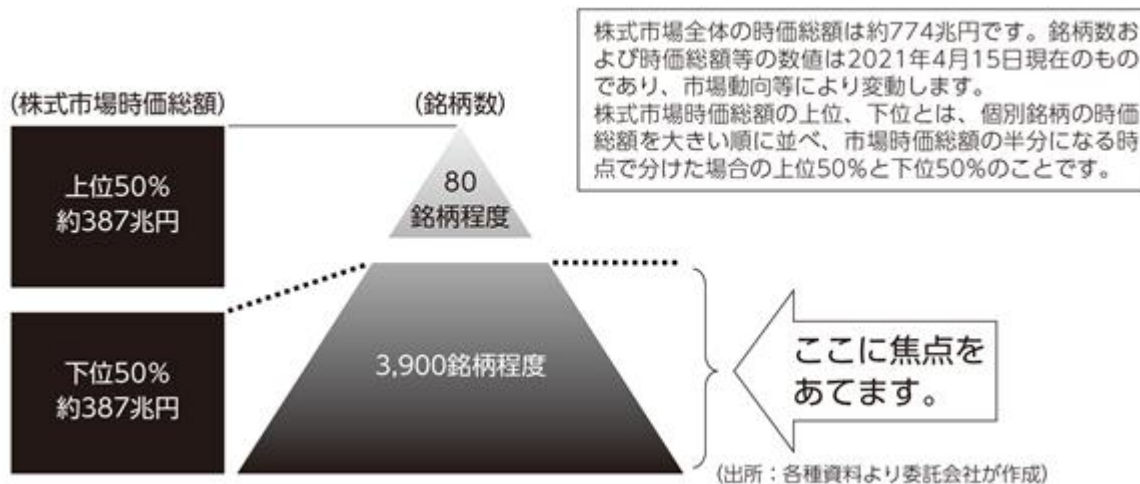 株式市場全体の時価総額は約774兆円です。銘柄数お
よび時価総額等の数値は2021年4月15日現在のもの
であり、市場動向等により変動します。
株式市場時価総額の上位、下位とは、個別銘柄の時価
総額を大きい順に並べ、市場時価総額の半分になる時
点で分けた場合の上位50%と下位50%のことです。
(株式市場時価総額)
(銘柄数)
上位50%
約387兆円
80
銘柄程度
下位50%
約387兆円
3,900銘柄程度
ここに焦点を
あてます。
(出所：各種資料より委託会社が作成)